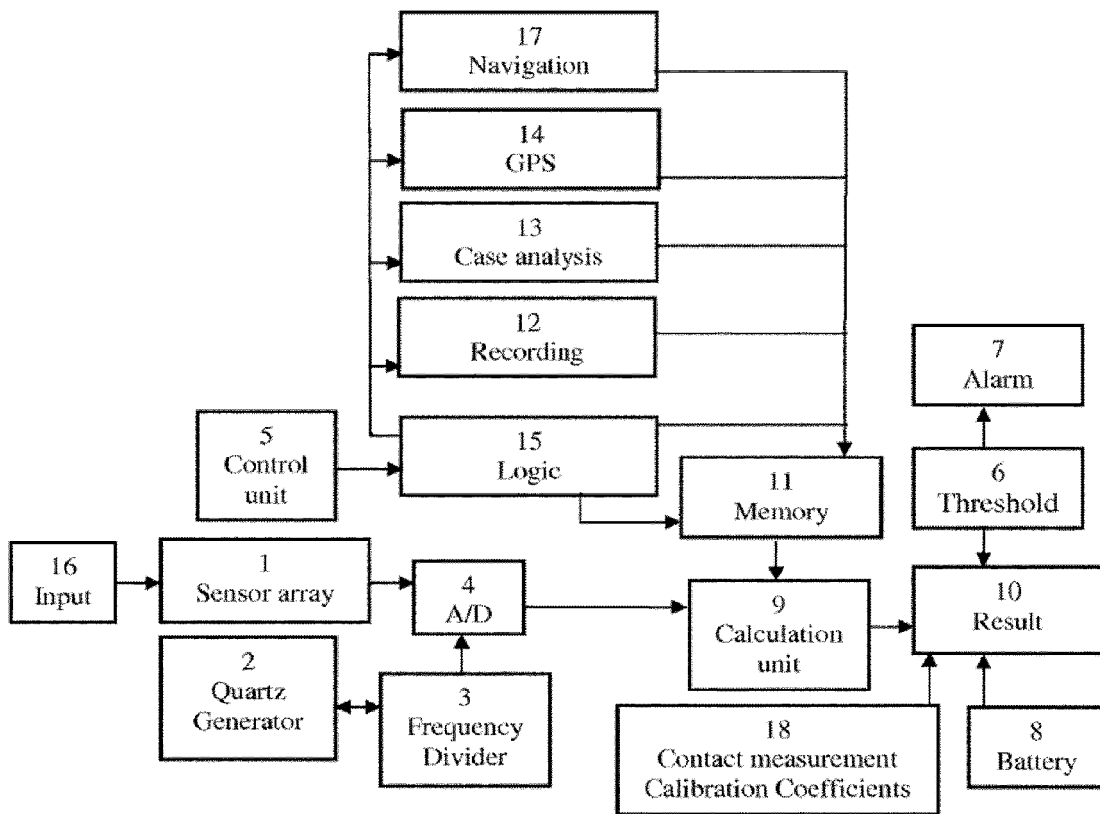 17
Navigation
14
GPS
13
Case analysis
12
Recording
7
Alarm
5
Control
unit
15
Logic
11
Memory
6
Threshold
16
Input
1
Sensor array
4
A/D
9
Calculation
unit
10
Result
2
Quartz
Generator
3
Frequency
Divider
18
Contact measurement
Calibration Coefficients
8
Battery